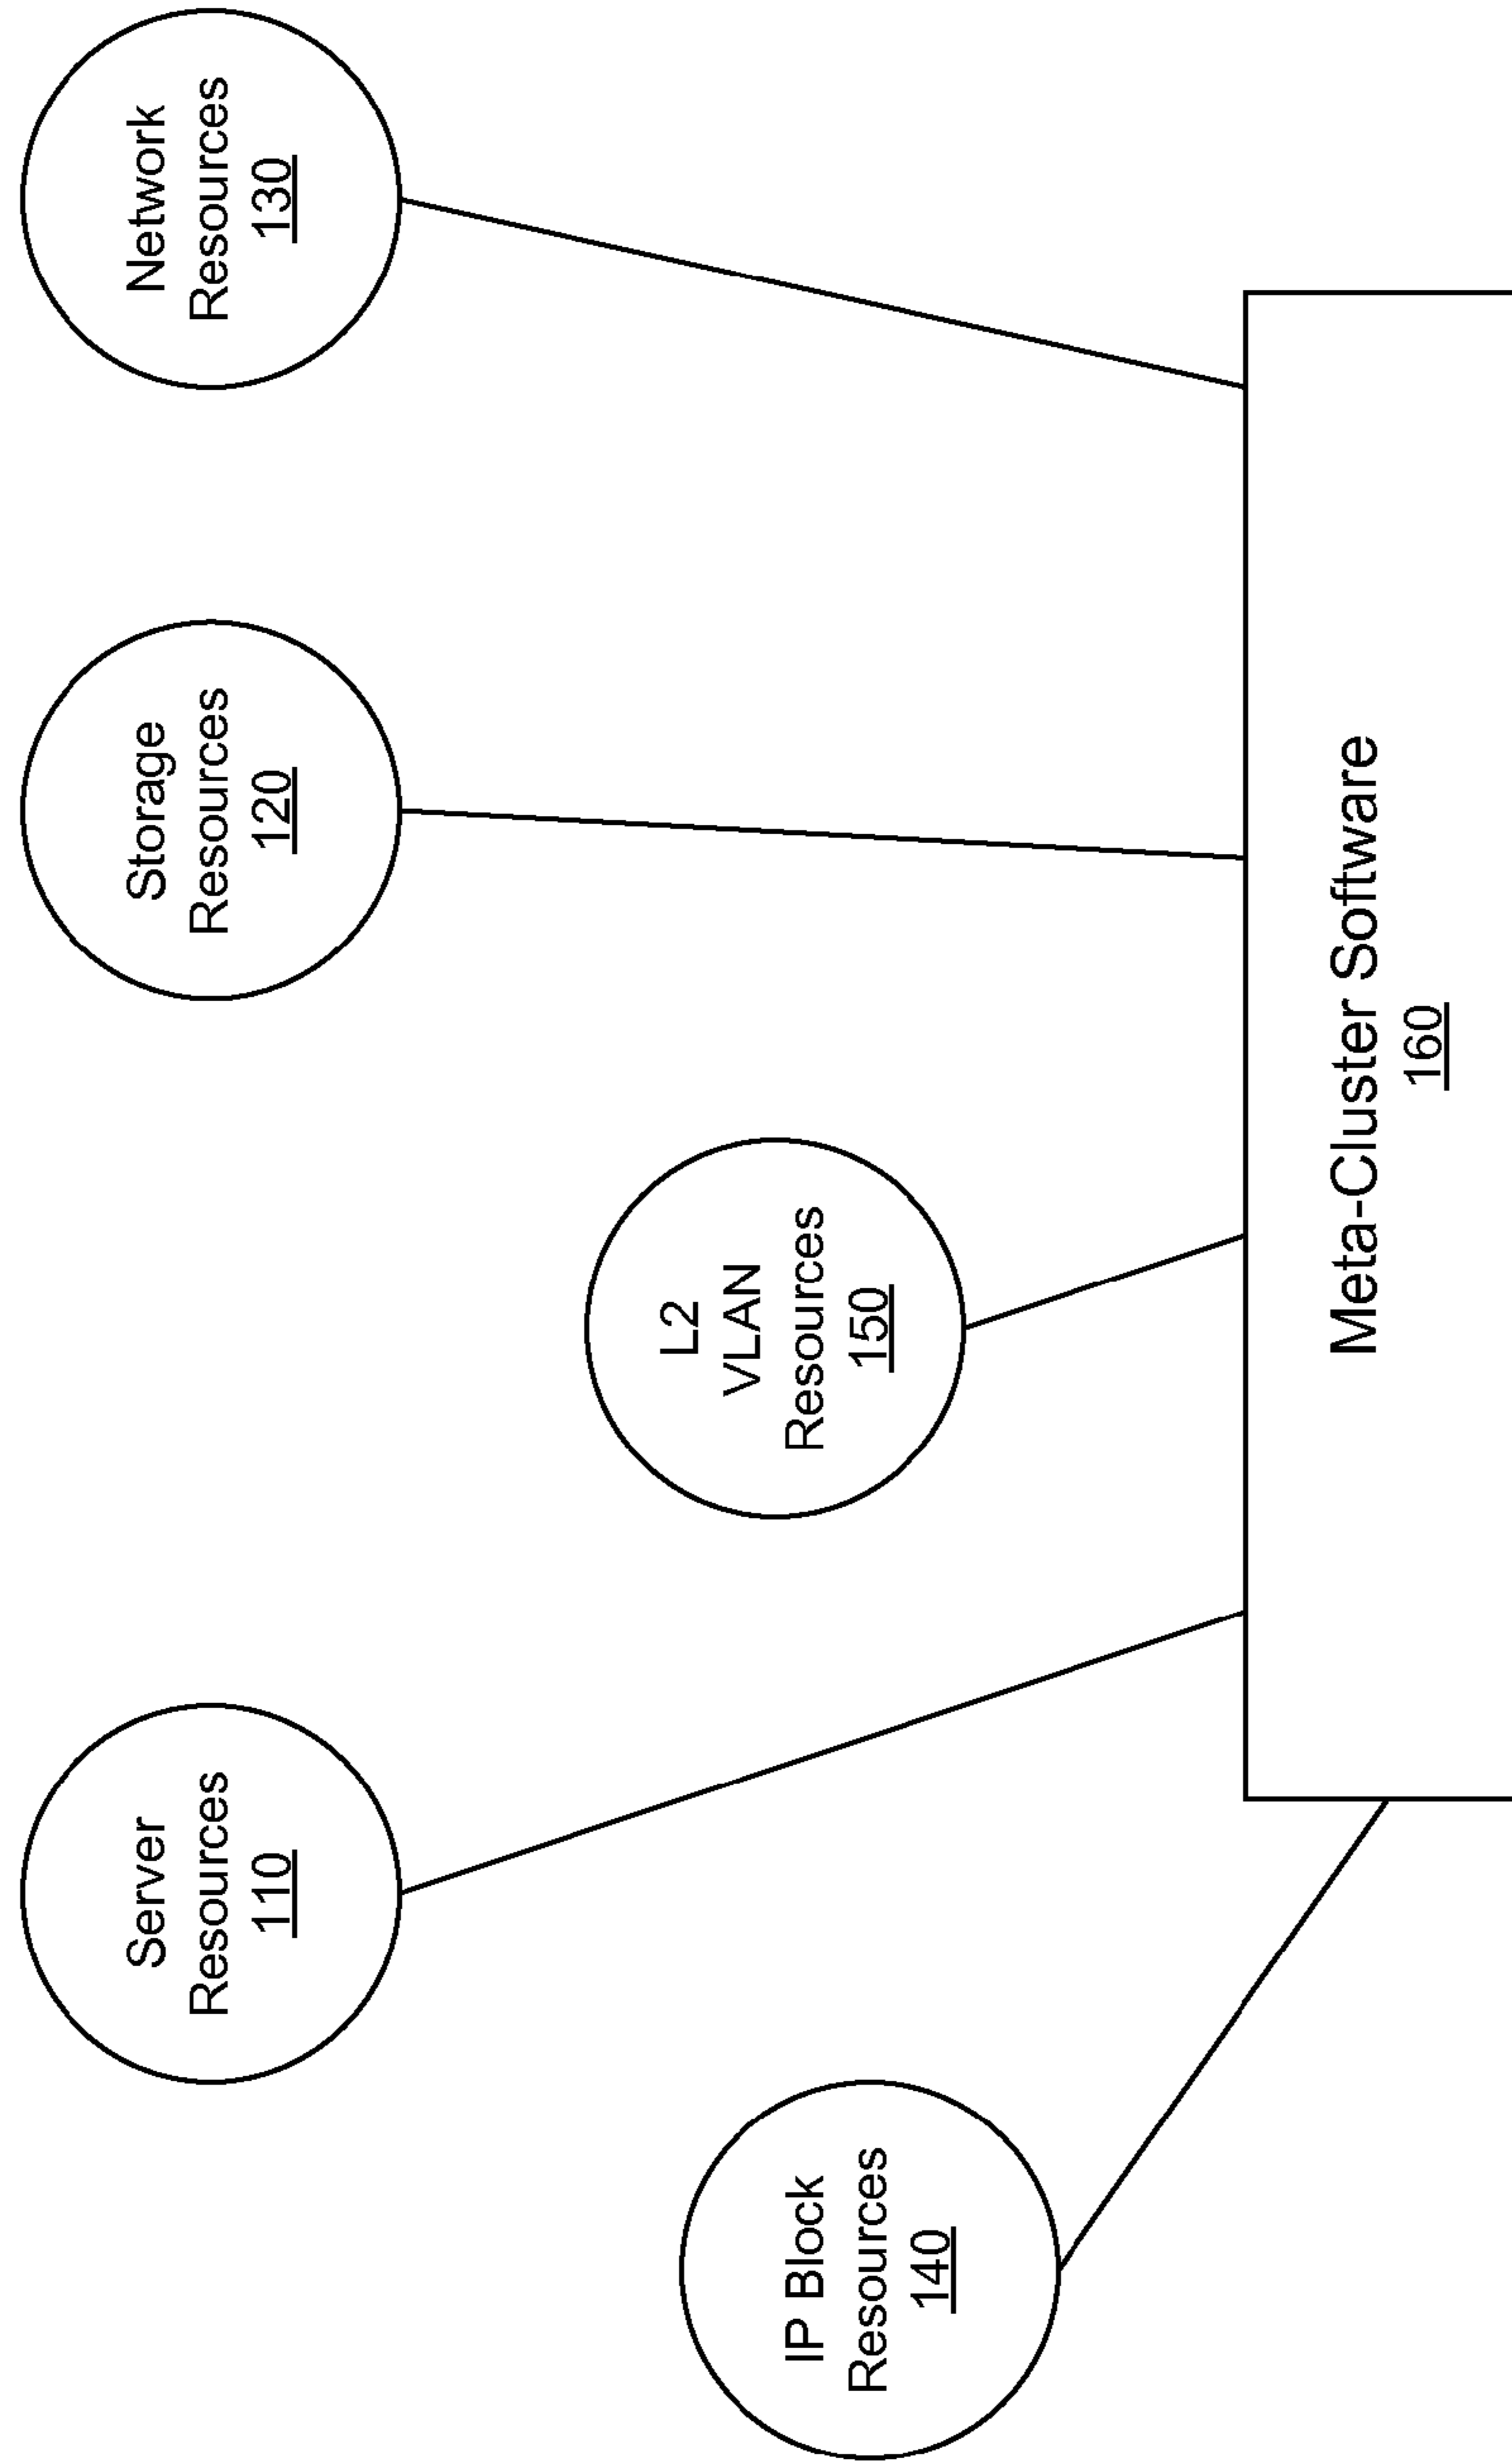 Server
Resources
110
Storage
Resources
120
Network
Resources
130
IP Block
Resources
140
L2
VLAN
Resources
150
Meta-Cluster Software
160